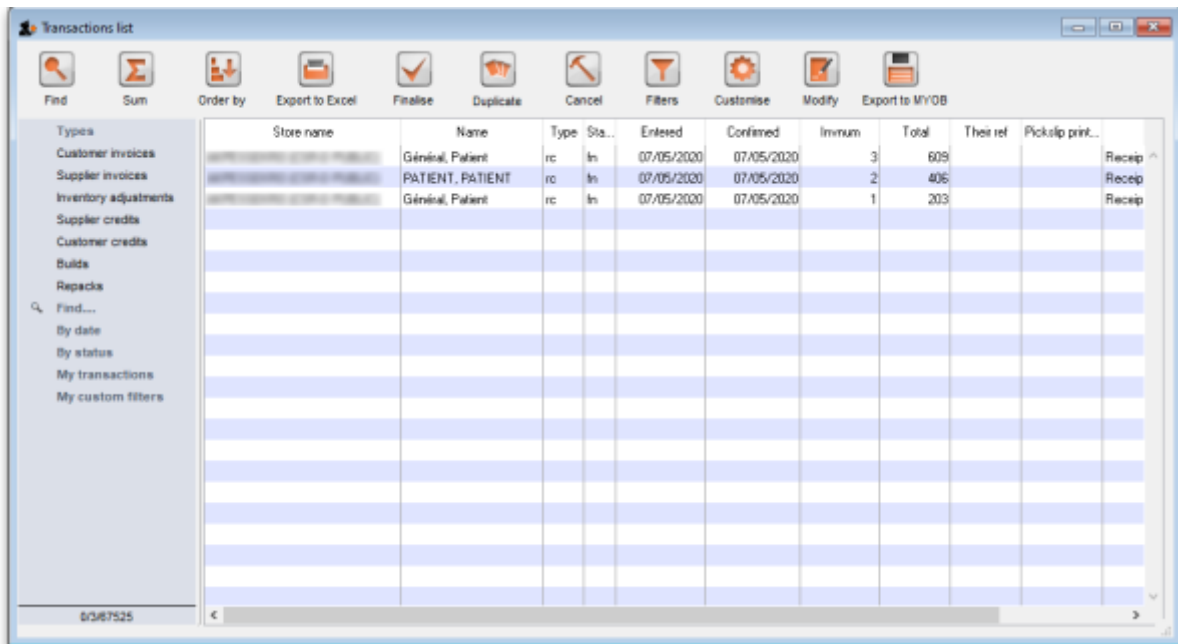 Transactions list
Find Sum Order by Export to Excel Finalise Duplicate Cancel Filters Customise Modify Export to MYOB
Types
Customer invoices
Supplier invoices
Inventory adjustments
Supplier credits
Customer credits
Builds
Repacks
Find....
By date
By status
My transactions
My custom filters
0/3/67525
Store name Name Type Sta... Entered Confirmed Invnum Total Their ref Pickslip print...
Général, Patient rc fn 07/05/2020 07/05/2020 3 609 Receip
PATIENT, PATIENT rc fn 07/05/2020 07/05/2020 2 406 Receip
Général, Patient rc fn 07/05/2020 07/05/2020 1 203 Receip